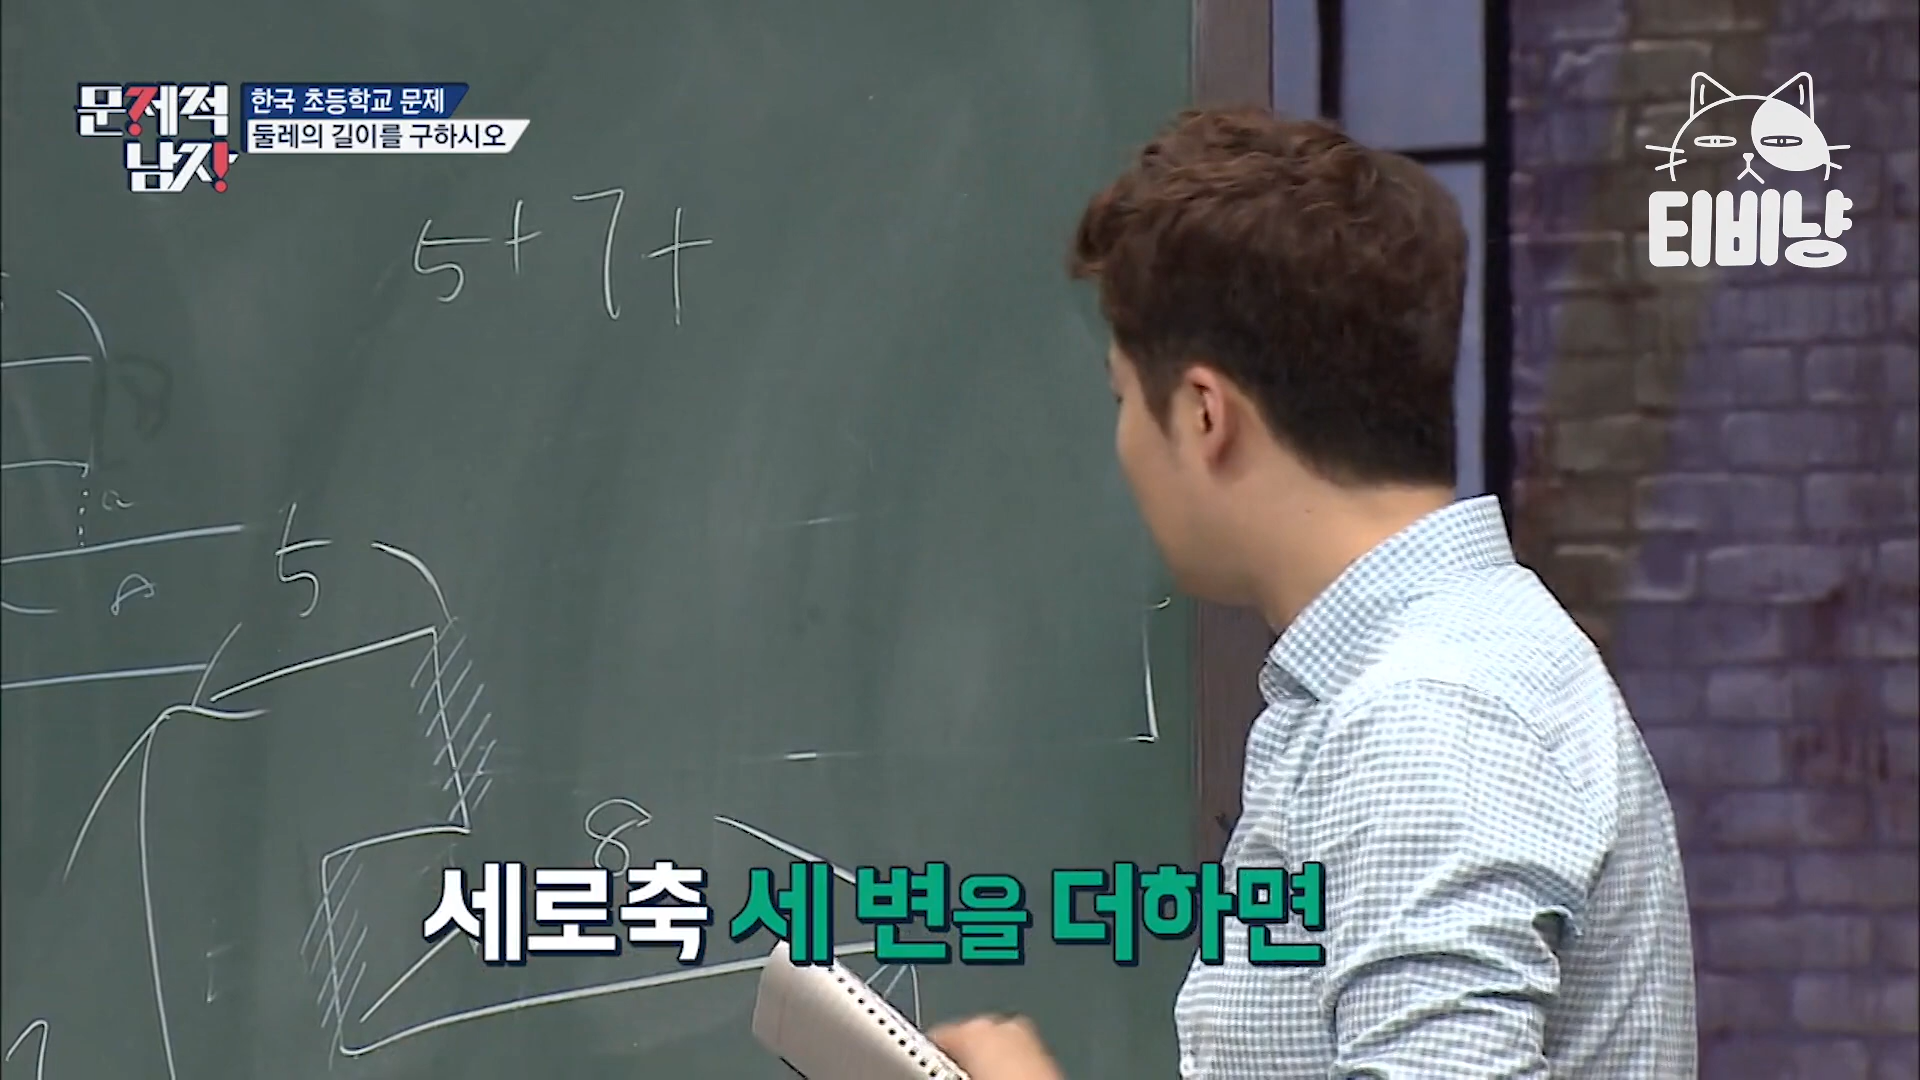 문제적
남자
한국 초등학교 문제
둘레의 길이를 구하시오
티비냥
5+7+
a
8
5
8
7
세로축 세 변을 더하면